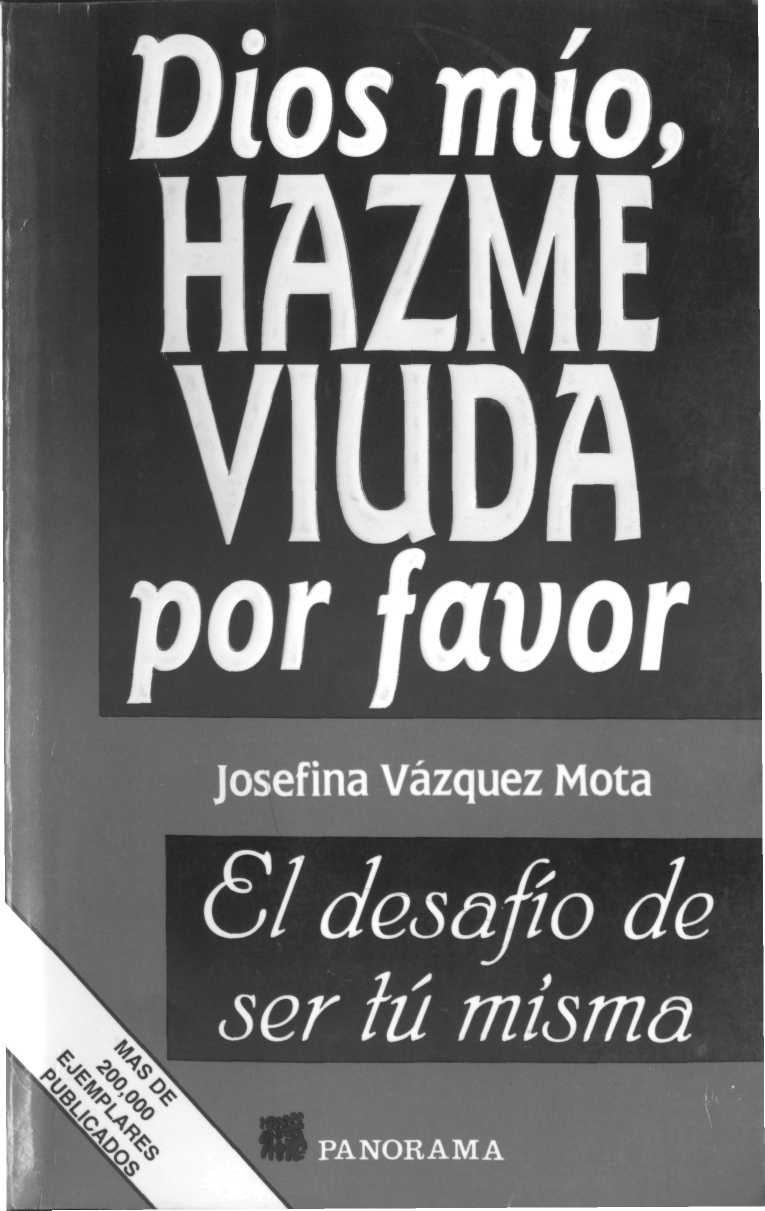 Dios mío,
HAZME
VIUDA
por favor
Josefina Vázquez Mota
El desafío de
ser tú misma
MAS DE
200,000
EJEMPLARES
PUBLICADOS
PANORAMA